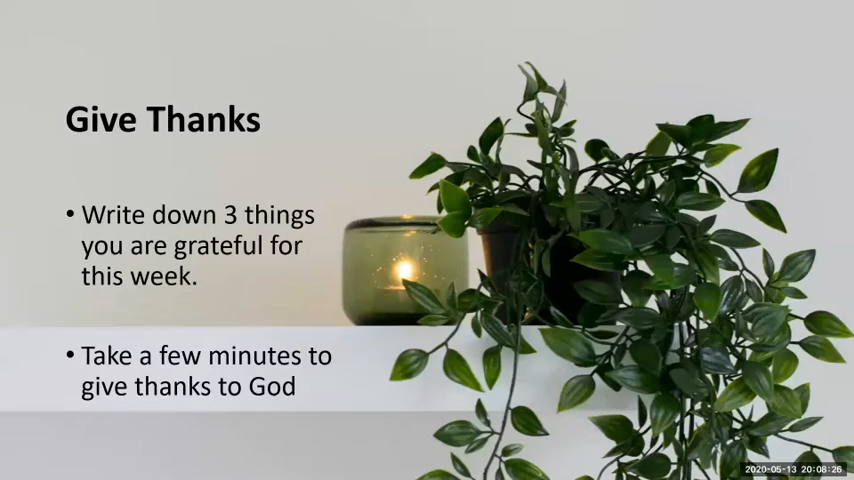 Give Thanks
• Write down 3 things
you are grateful for
this week.
• Take a few minutes to
give thanks to God
2020-05-13 20:08:26